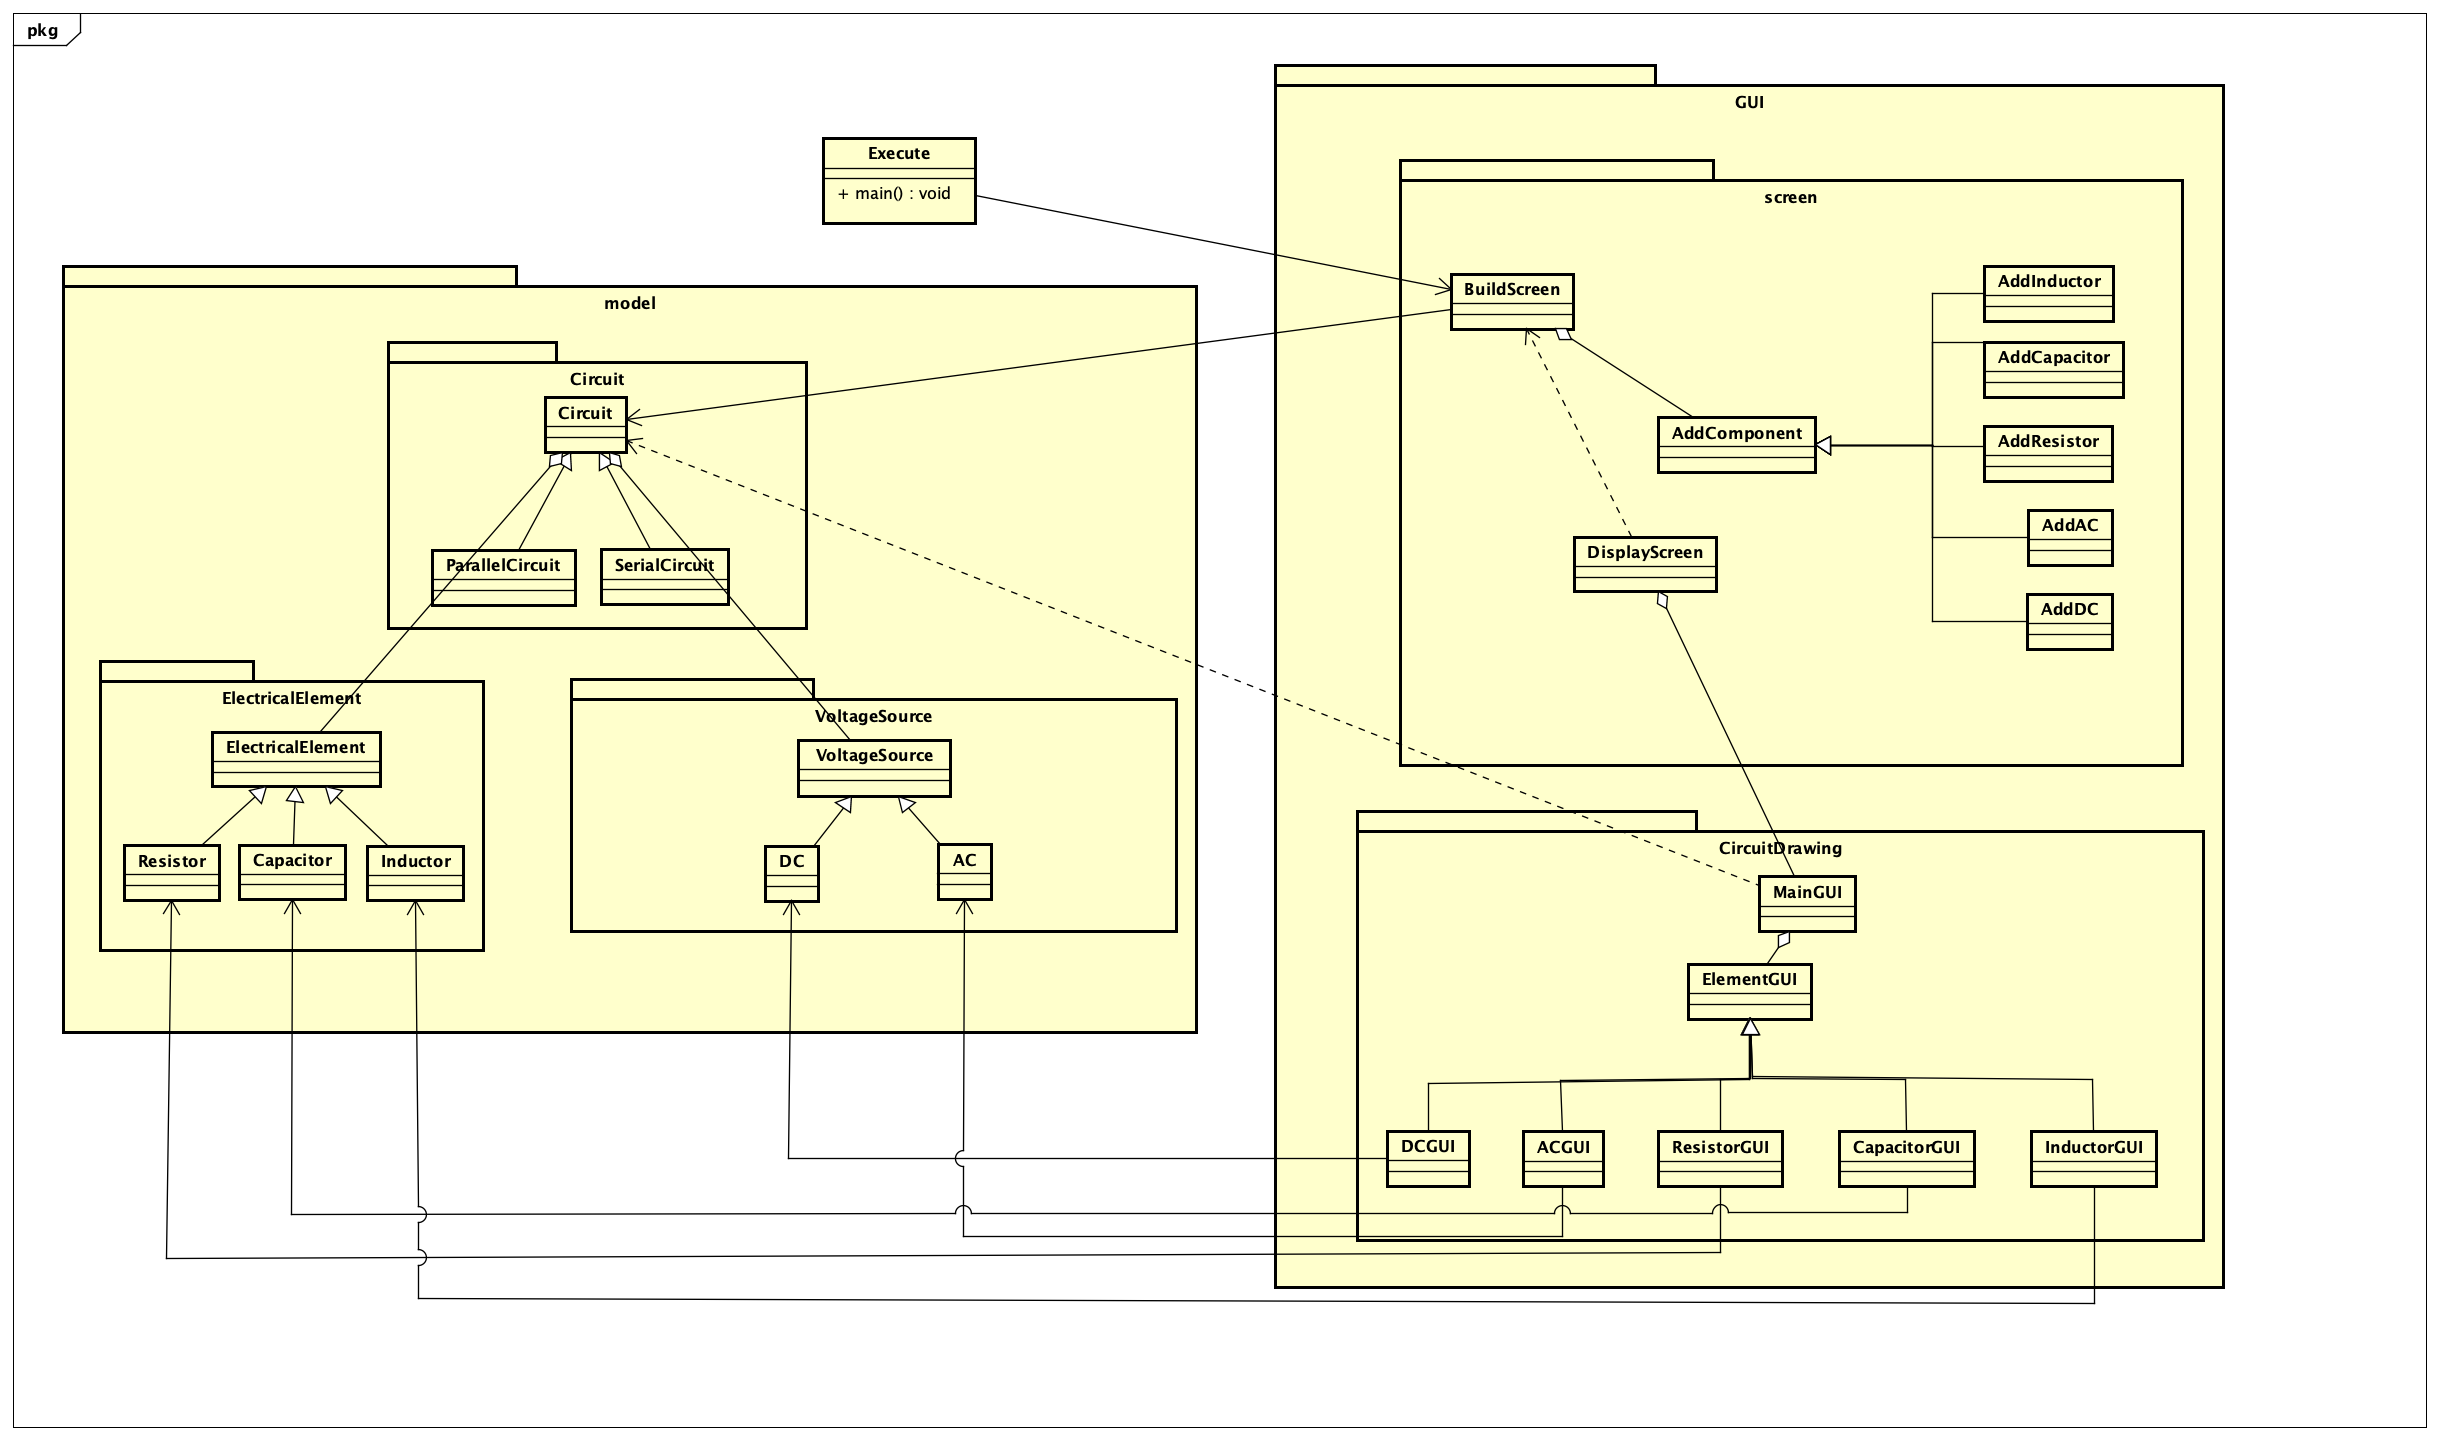 pkg
GUI
Execute
+ main() : void
screen
BuildScreen
AddInductor
AddCapacitor
AddComponent
AddResistor
AddAC
DisplayScreen
AddDC
model
Circuit
Circuit
ParallelCircuit
SerialCircuit
ElectricalElement
ElectricalElement
Resistor
Capacitor
Inductor
VoltageSource
VoltageSource
DC
AC
CircuitDrawing
MainGUI
ElementGUI
DCGUI
ACGUI
ResistorGUI
CapacitorGUI
InductorGUI